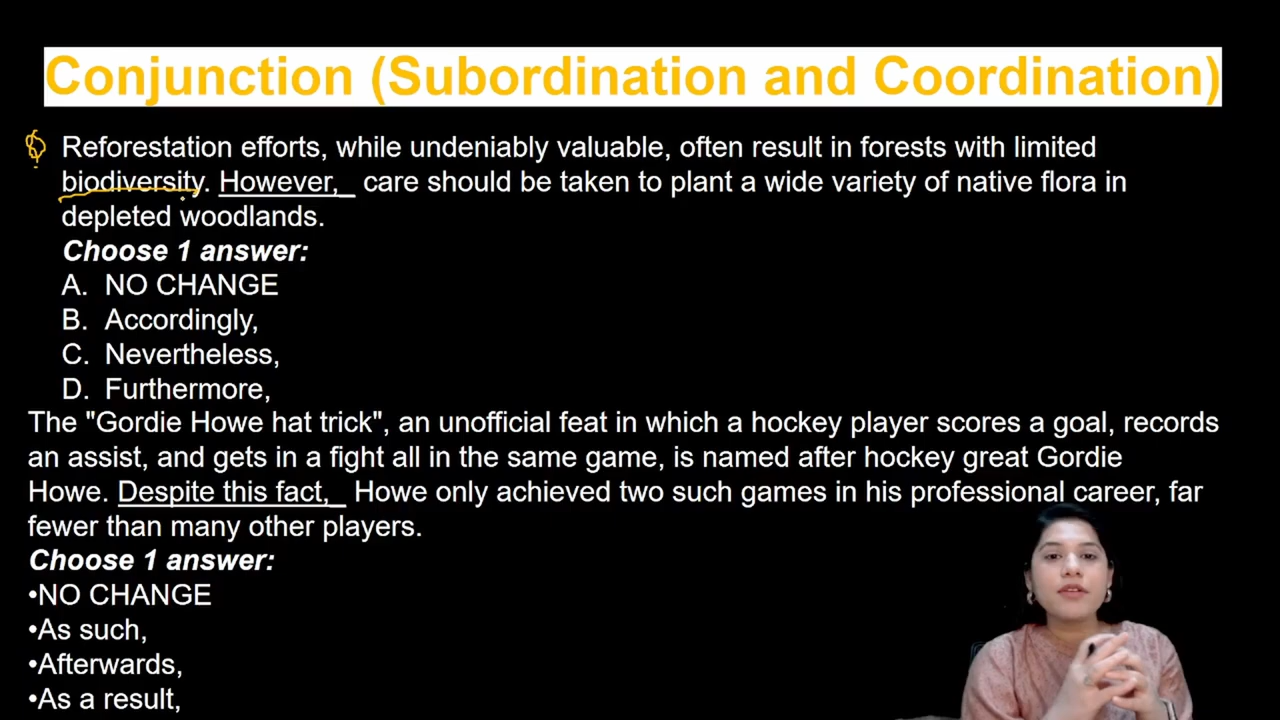 Conjunction (Subordination and Coordination)
Reforestation efforts, while undeniably valuable, often result in forests with limited
biodiversity. However,_ care should be taken to plant a wide variety of native flora in
depleted woodlands.
Choose 1 answer:
A. NO CHANGE
B. Accordingly,
C. Nevertheless,
D. Furthermore,
The "Gordie Howe hat trick", an unofficial feat in which a hockey player scores a goal, records
an assist, and gets in a fight all in the same game, is named after hockey great Gordie
Howe. Despite this fact,_ Howe only achieved two such games in his professional career, far
fewer than many other players.
Choose 1 answer:
•NO CHANGE
•As such,
•Afterwards,
•As a result,